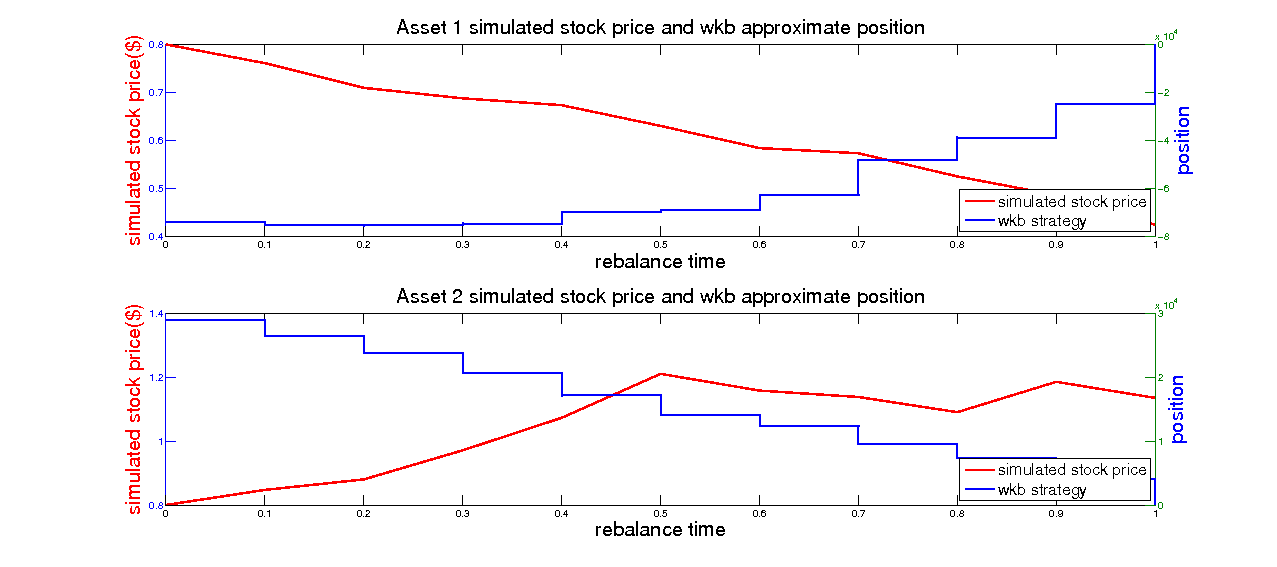 Asset 1 simulated stock price and wkb approximate position
simulated stock price($)
0.8
0.7
0.6
0.5
0.4
x 10^4
0
-2
-4
-6
-8
position
simulated stock price
wkb strategy
0 0.1 0.2 0.3 0.4 0.5 0.6 0.7 0.8 0.9 1
rebalance time
Asset 2 simulated stock price and wkb approximate position
simulated stock price($)
1.4
1.2
1
0.8
x 10^4
3
2
1
0
position
simulated stock price
wkb strategy
0 0.1 0.2 0.3 0.4 0.5 0.6 0.7 0.8 0.9 1
rebalance time